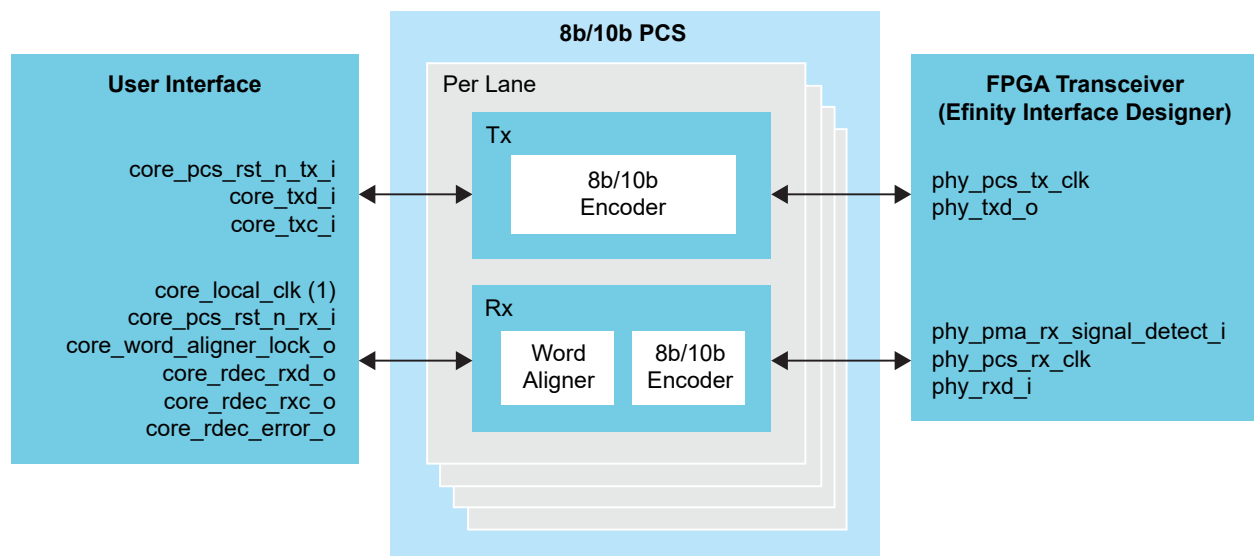 8b/10b PCS
User Interface
core_pcs_rst_n_tx_i
core_txd_i
core_txc_i
core_local_clk (1)
core_pcs_rst_n_rx_i
core_word_aligner_lock_o
core_rdec_rxd_o
core_rdec_rxc_o
core_rdec_error_o
Per Lane
Tx
8b/10b
Encoder
Rx
Word
Aligner
8b/10b
Encoder
FPGA Transceiver
(Efinity Interface Designer)
phy_pcs_tx_clk
phy_txd_o
phy_pma_rx_signal_detect_i
phy_pcs_rx_clk
phy_rxd_i